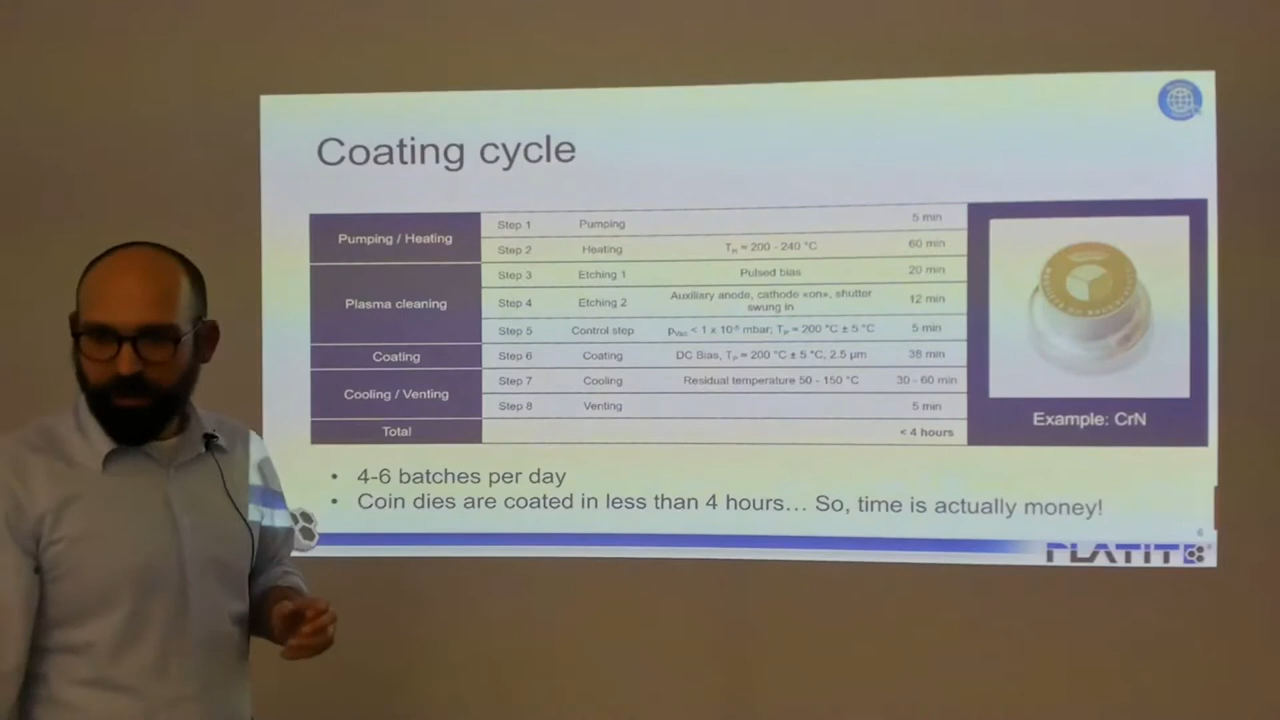 Coating cycle
Pumping / Heating
Step 1 Pumping 5 min
Step 2 Heating Tₕ = 200 - 240 °C 60 min
Plasma cleaning
Step 3 Etching 1 Pulsed bias 20 min
Step 4 Etching 2 Auxiliary anode, cathode «on», shutter swung in 12 min
Step 5 Control step < 1 x 10 mbar; = 200 °C ± 5 °C 5 min
Coating
Step 6 Coating DC Bias, = 200 °C ± 5 °C, 2.5 µm 38 min
Cooling / Venting
Step 7 Cooling Residual temperature 50 - 150 °C 30 - 60 min
Step 8 Venting 5 min
Total < 4 hours
Example: CrN
• 4-6 batches per day
• Coin dies are coated in less than 4 hours… So, time is actually money!
6
PLATIT®